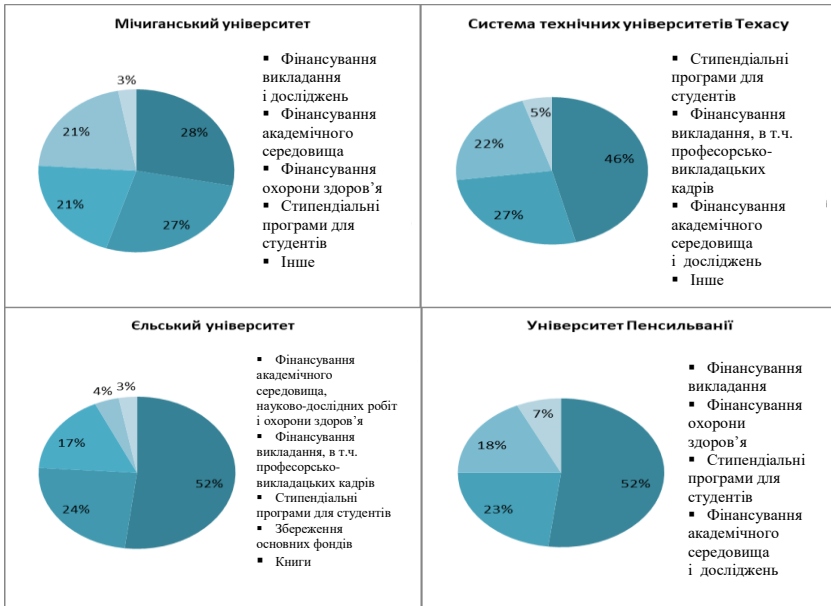 Мічиганський університет
3%
28%
21%
21%
27%
▪ Фінансування
викладання
і досліджень
▪ Фінансування
академічного
середовища
▪ Фінансування
охорони здоров’я
▪ Стипендіальні
програми для
студентів
▪ Інше
Система технічних університетів Техасу
5%
46%
22%
27%
▪ Стипендіальні
програми для
студентів
▪ Фінансування
викладання, в т.ч.
професорсько-
викладацьких
кадрів
▪ Фінансування
академічного
середовища
і досліджень
▪ Інше
Єльський університет
4% 3%
17%
52%
24%
▪ Фінансування
академічного
середовища,
науково-дослідних робіт
і охорони здоров’я
▪ Фінансування
викладання, в т.ч.
професорсько-
викладацьких кадрів
▪ Стипендіальні
програми для студентів
▪ Збереження
основних фондів
▪ Книги
Університет Пенсильванії
7%
18%
52%
23%
▪ Фінансування
викладання
▪ Фінансування
охорони
здоров’я
▪ Стипендіальні
програми для
студентів
▪ Фінансування
академічного
середовища
і досліджень